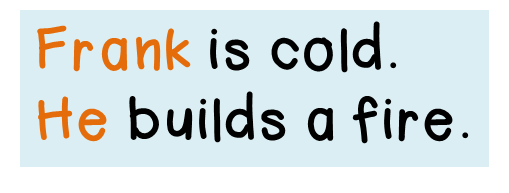 Frank is cold.
He builds a fire.